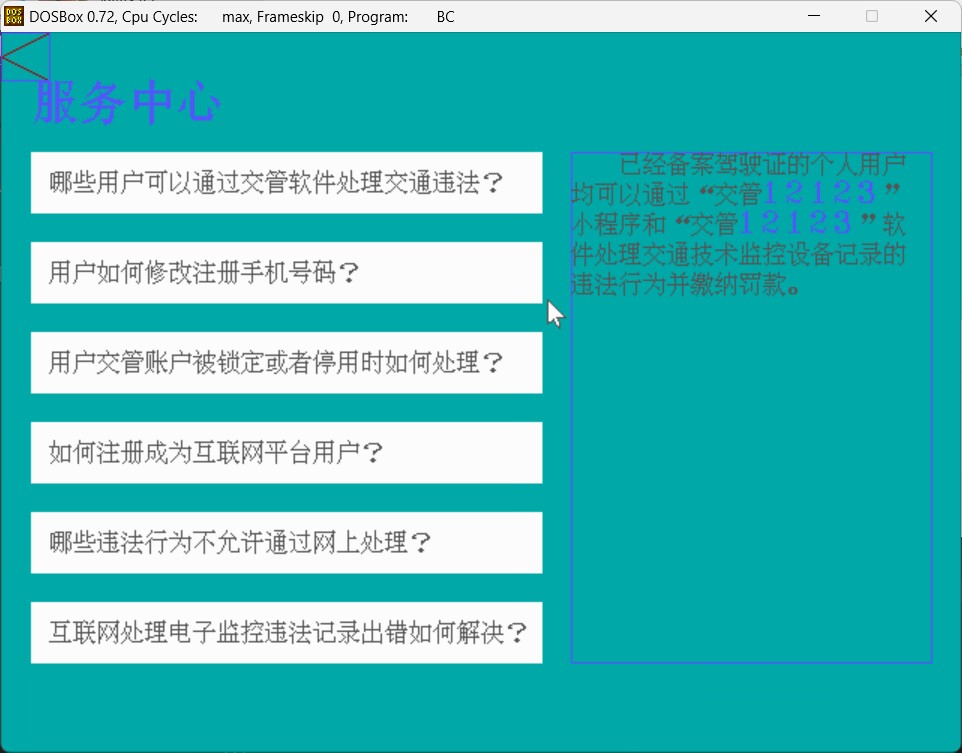 DOSBox 0.72, Cpu Cycles: max, Frameskip 0, Program: BC
服务中心
哪些用户可以通过交管软件处理交通违法？
用户如何修改注册手机号码？
用户交管账户被锁定或者停用时如何处理？
如何注册成为互联网平台用户？
哪些违法行为不允许通过网上处理？
互联网处理电子监控违法记录出错如何解决？
已经备案驾驶证的个人用户
均可以通过“交管１２１２３”
小程序和“交管１２１２３”软
件处理交通技术监控设备记录的
违法行为并缴纳罚款。